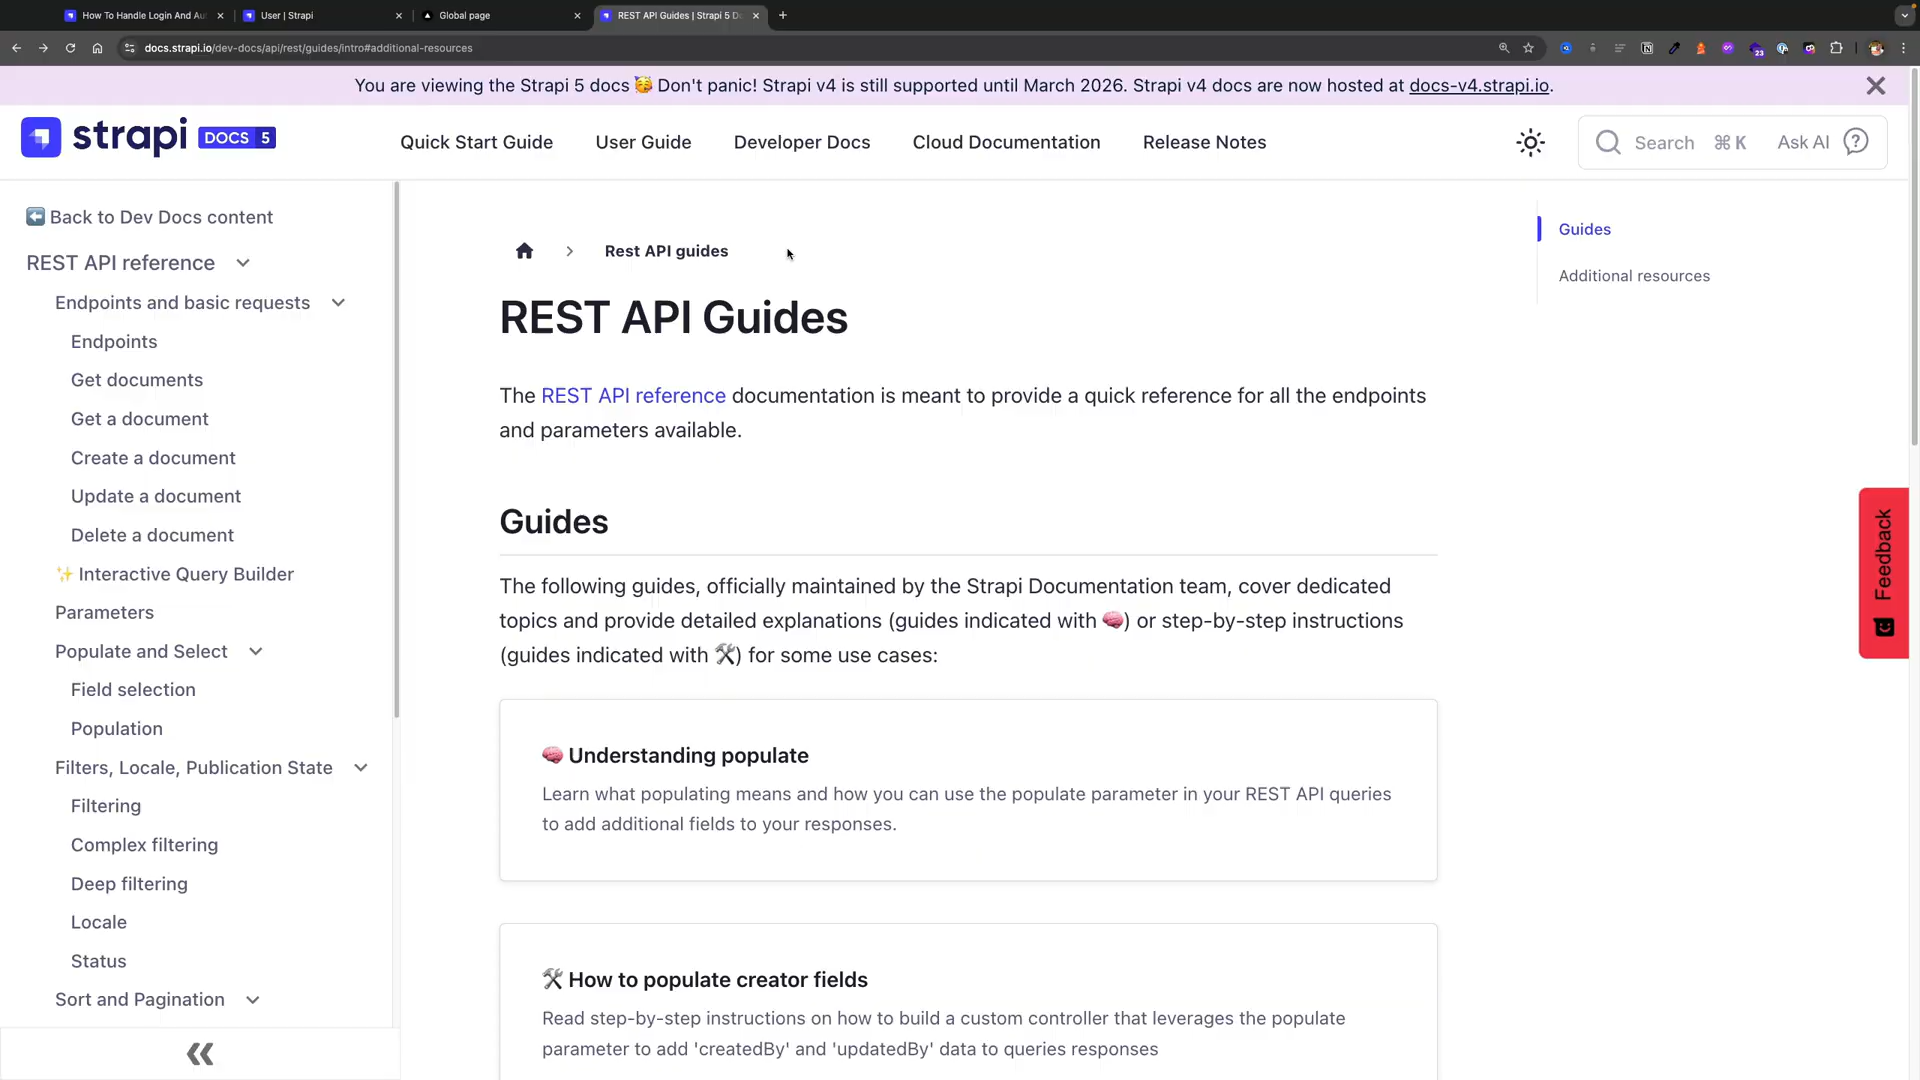 How To Handle Login And Au
User | Strapi
Global page
REST API Guides | Strapi 5 D
docs.strapi.io/dev-docs/api/rest/guides/intro#additional-resources
23
You are viewing the Strapi 5 docs 🥳 Don't panic! Strapi v4 is still supported until March 2026. Strapi v4 docs are now hosted at docs-v4.strapi.io.
strapi DOCS 5
Quick Start Guide
User Guide
Developer Docs
Cloud Documentation
Release Notes
Search ⌘ K Ask AI
⬅️ Back to Dev Docs content
REST API reference
Endpoints and basic requests
Endpoints
Get documents
Get a document
Create a document
Update a document
Delete a document
✨ Interactive Query Builder
Parameters
Populate and Select
Field selection
Population
Filters, Locale, Publication State
Filtering
Complex filtering
Deep filtering
Locale
Status
Sort and Pagination
Rest API guides
REST API Guides
The REST API reference documentation is meant to provide a quick reference for all the endpoints
and parameters available.
Guides
The following guides, officially maintained by the Strapi Documentation team, cover dedicated
topics and provide detailed explanations (guides indicated with 🧠) or step-by-step instructions
(guides indicated with 🛠️) for some use cases:
🧠 Understanding populate
Learn what populating means and how you can use the populate parameter in your REST API queries
to add additional fields to your responses.
🛠️ How to populate creator fields
Read step-by-step instructions on how to build a custom controller that leverages the populate
parameter to add 'createdBy' and 'updatedBy' data to queries responses
Guides
Additional resources
Feedback